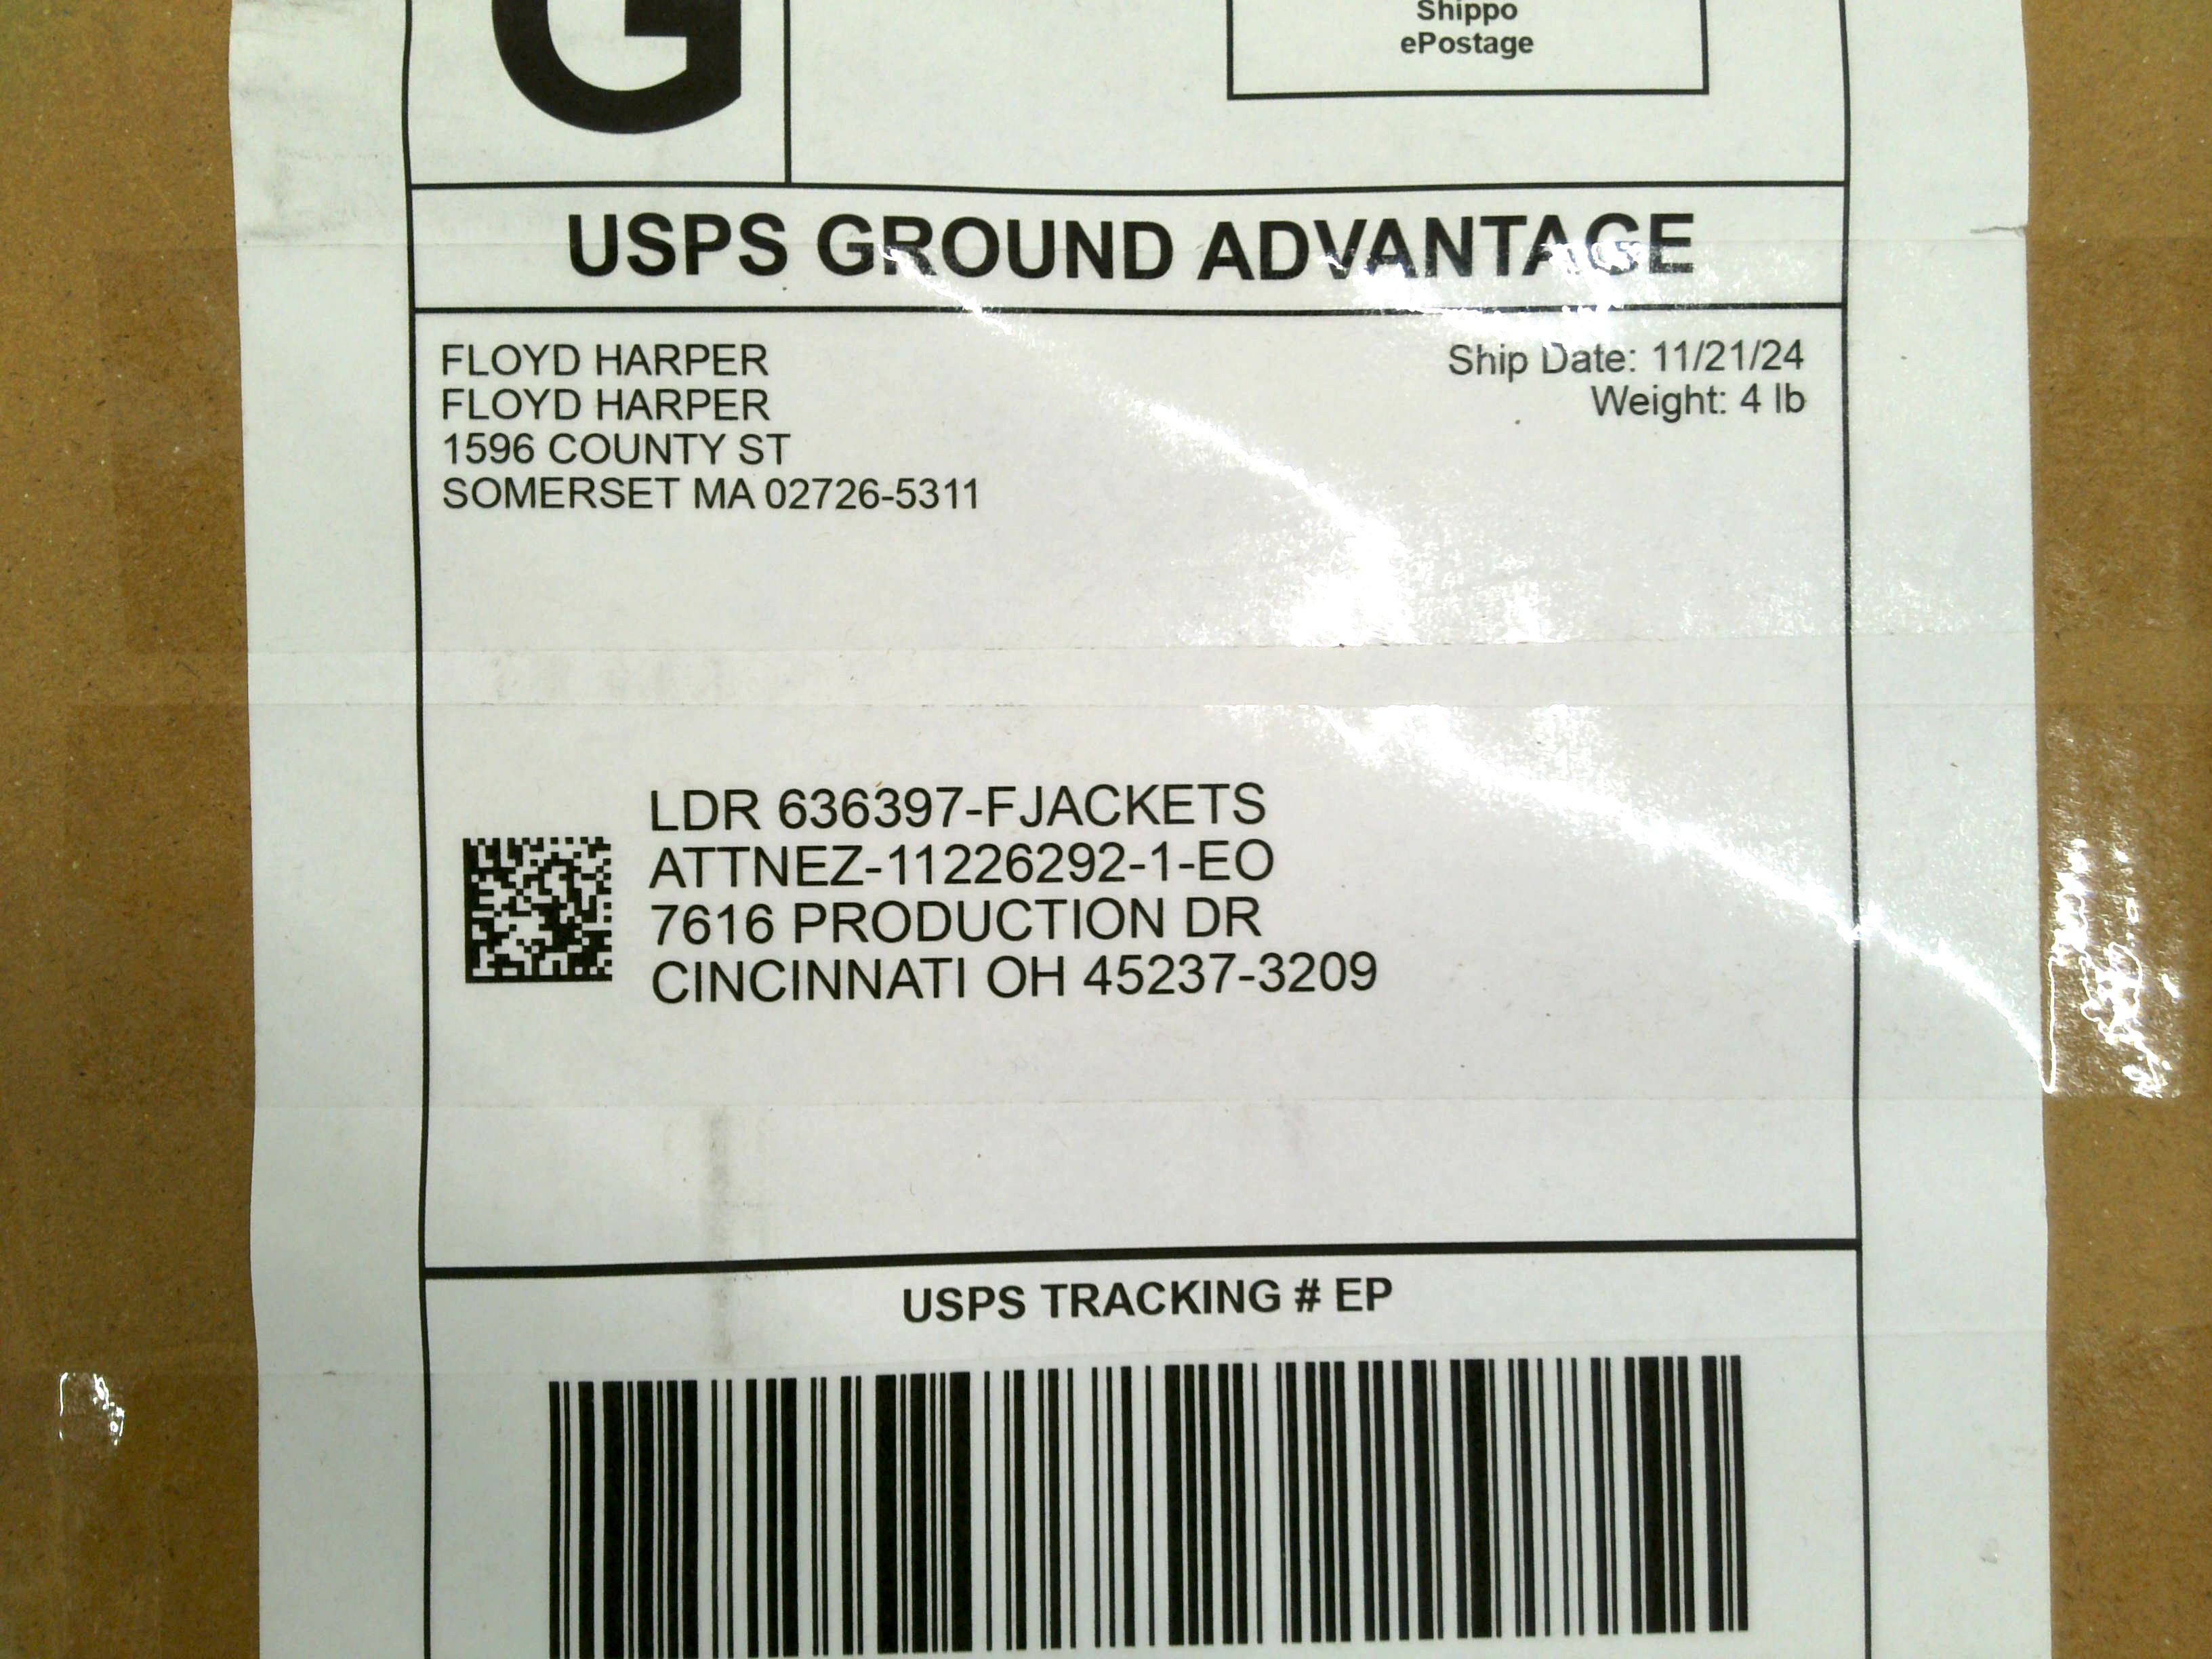 G
Shippo
ePostage
USPS GROUND ADVANTAGE
FLOYD HARPER
FLOYD HARPER
1596 COUNTY ST
SOMERSET MA 02726-5311
Ship Date: 11/21/24
Weight: 4 lb
LDR 636397-FJACKETS
ATTNEZ-11226292-1-EO
7616 PRODUCTION DR
CINCINNATI OH 45237-3209
USPS TRACKING # EP